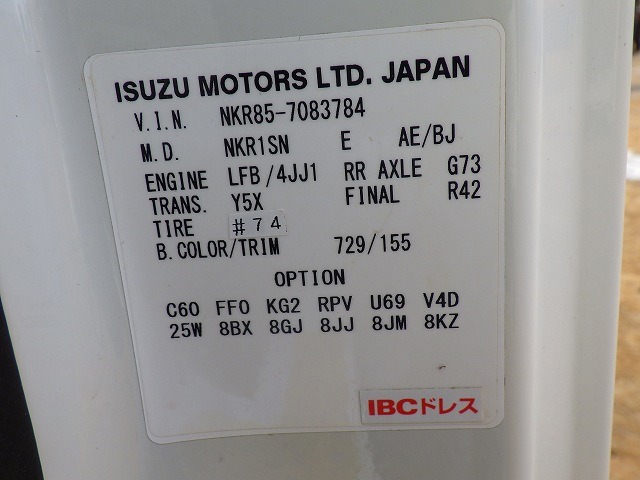 ISUZU MOTORS LTD. JAPAN
V.I.N. NKR85-7083784
M.D. NKR1SN E AE/BJ
ENGINE LFB/4JJ1 RR AXLE G73
TRANS. Y5X FINAL R42
TIRE #74
B.COLOR/TRIM 729/155
OPTION
C60 FF0 KG2 RPV U69 V4D
25W 8BX 8GJ 8JJ 8JM 8KZ
IBCドレス